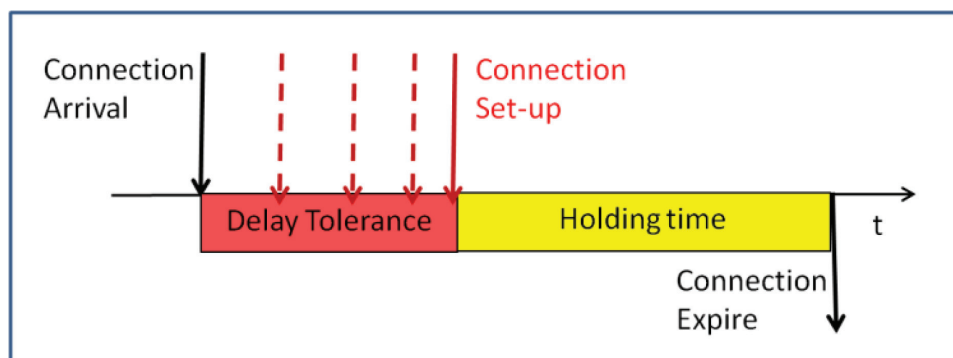 Connection
Arrival
Connection
Set-up
Delay Tolerance
Holding time
t
Connection
Expire